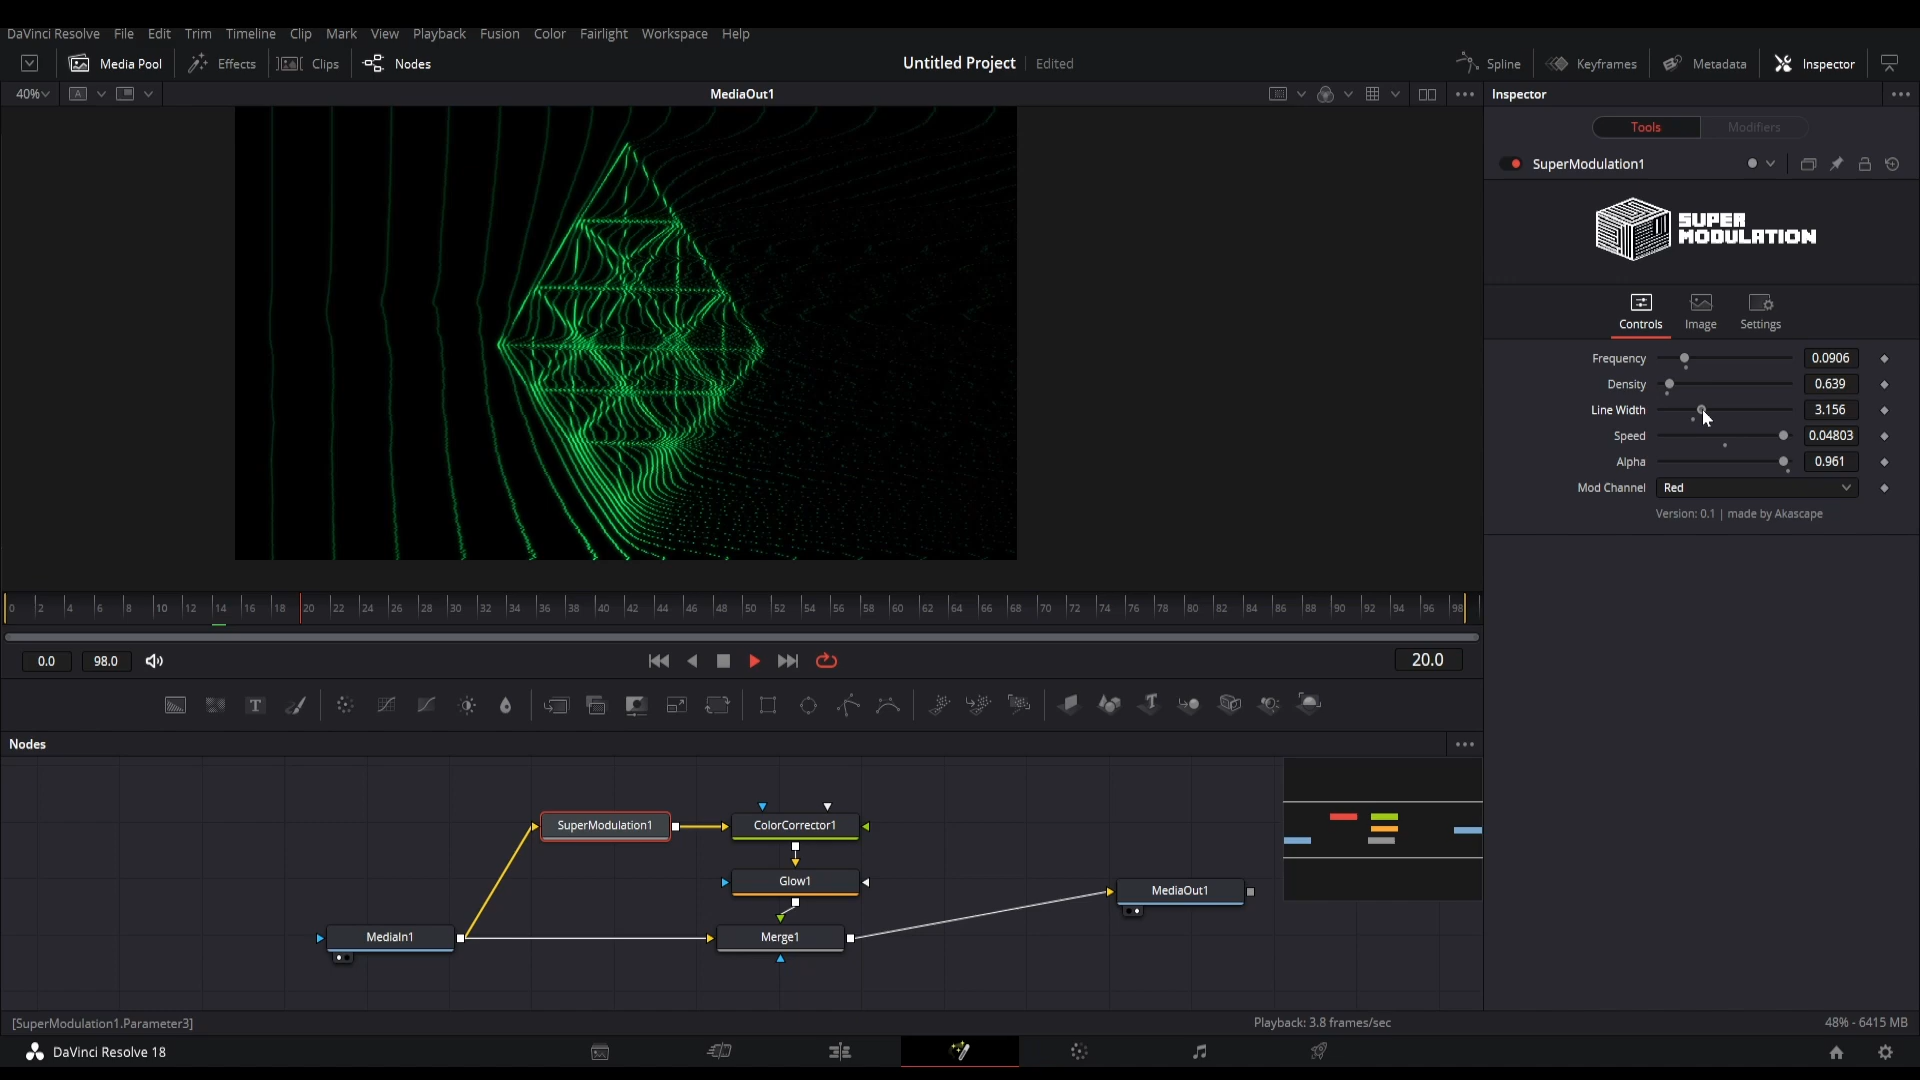 DaVinci Resolve File Edit Trim Timeline Clip Mark View Playback Fusion Color Fairlight Workspace Help
Media Pool Effects Clips Nodes Untitled Project Edited Spline Keyframes Metadata Inspector
40% A MediaOut1 Inspector
Tools Modifiers
SuperModulation1
SUPER
MODULATION
Controls Image Settings
Frequency 0.0906
Density 0.639
Line Width 3.156
Speed 0.04803
Alpha 0.961
Mod Channel Red
Version: 0.1 | made by Akascape
0 2 4 6 8 10 12 14 16 18 20 22 24 26 28 30 32 34 36 38 40 42 44 46 48 50 52 54 56 58 60 62 64 66 68 70 72 74 76 78 80 82 84 86 88 90 92 94 96 98
0.0 98.0 20.0
T T
Nodes
SuperModulation1 ColorCorrector1
Glow1
MediaOut1
MediaIn1 Merge1
[SuperModulation1.Parameter3] Playback: 3.8 frames/sec 48% - 6415 MB
DaVinci Resolve 18